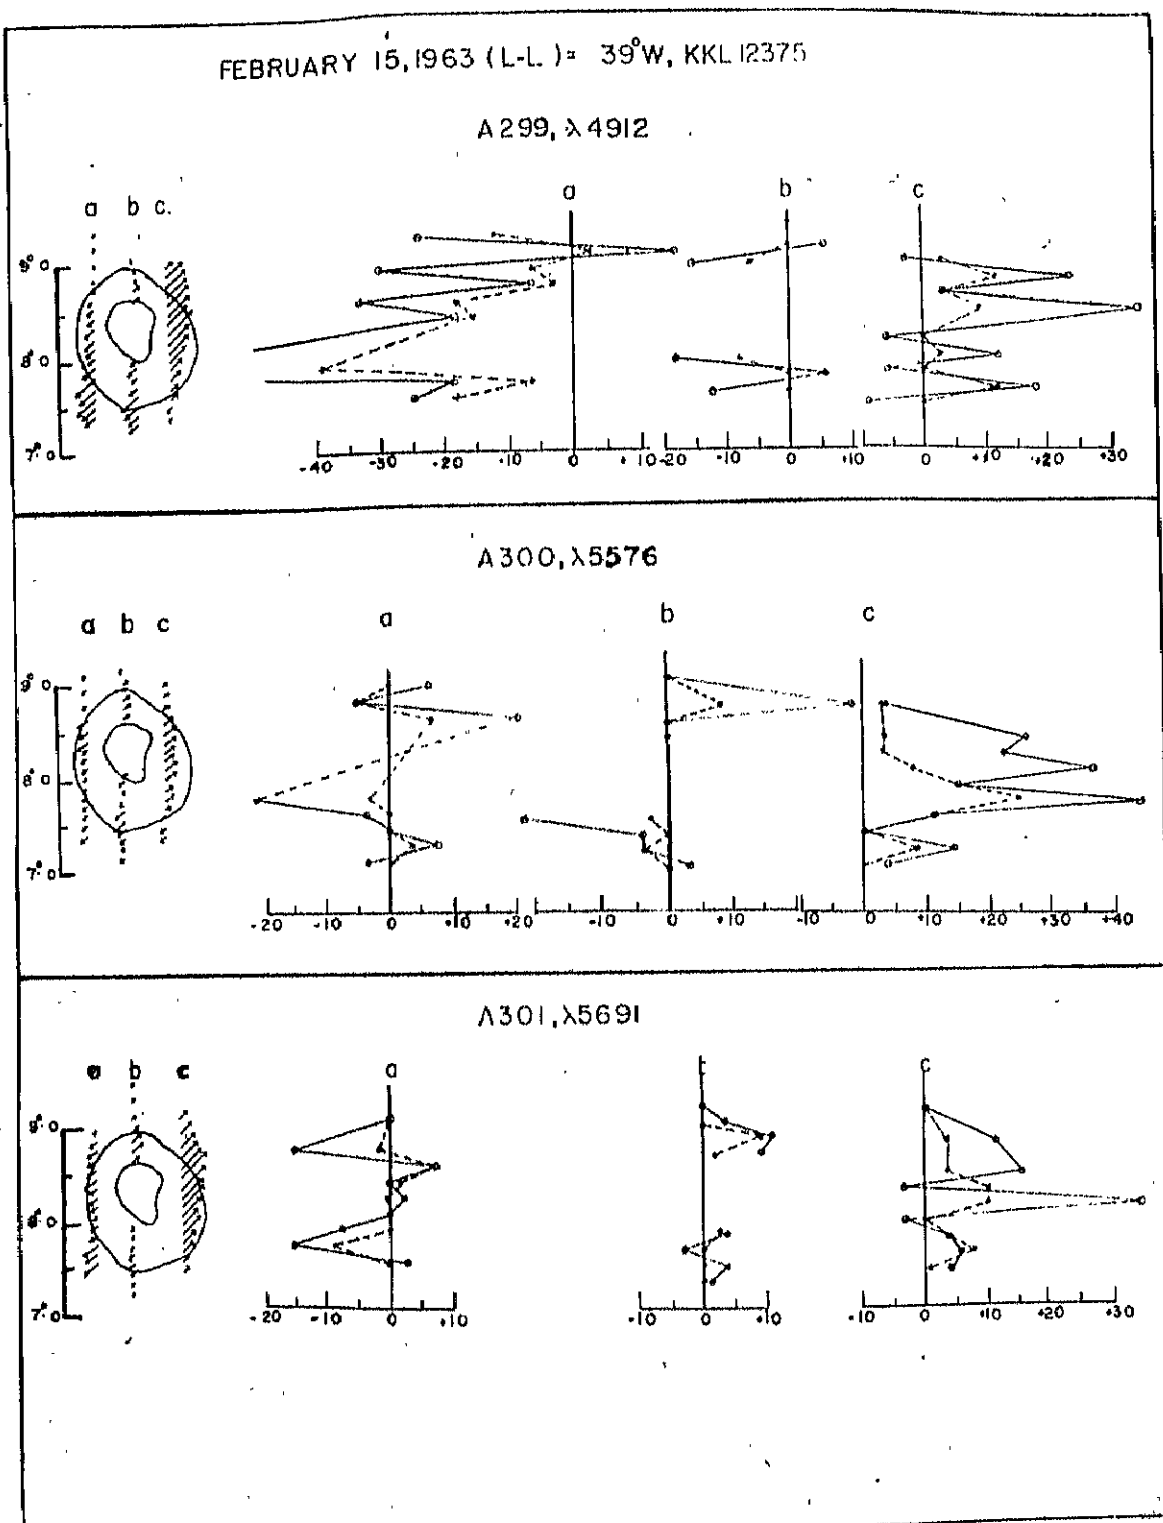 FEBRUARY 15, 1963 (L-L.) = 39°W, KKL 12375
A299, λ4912
a b c.
a b c
9°0
8°0
7°0
-40 -30 -20 -10 0 +10 -20 -10 0 +10 0 +10 +20 +30
A300, λ5576
a b c
a b c
9°0
8°0
7°0
-20 -10 0 +10 +20 -10 0 +10 -10 0 +10 +20 +30 +40
A301, λ5691
a b c
a c
9°0
8°0
7°0
-20 -10 0 +10 -10 0 +10 -10 0 +10 +20 +30